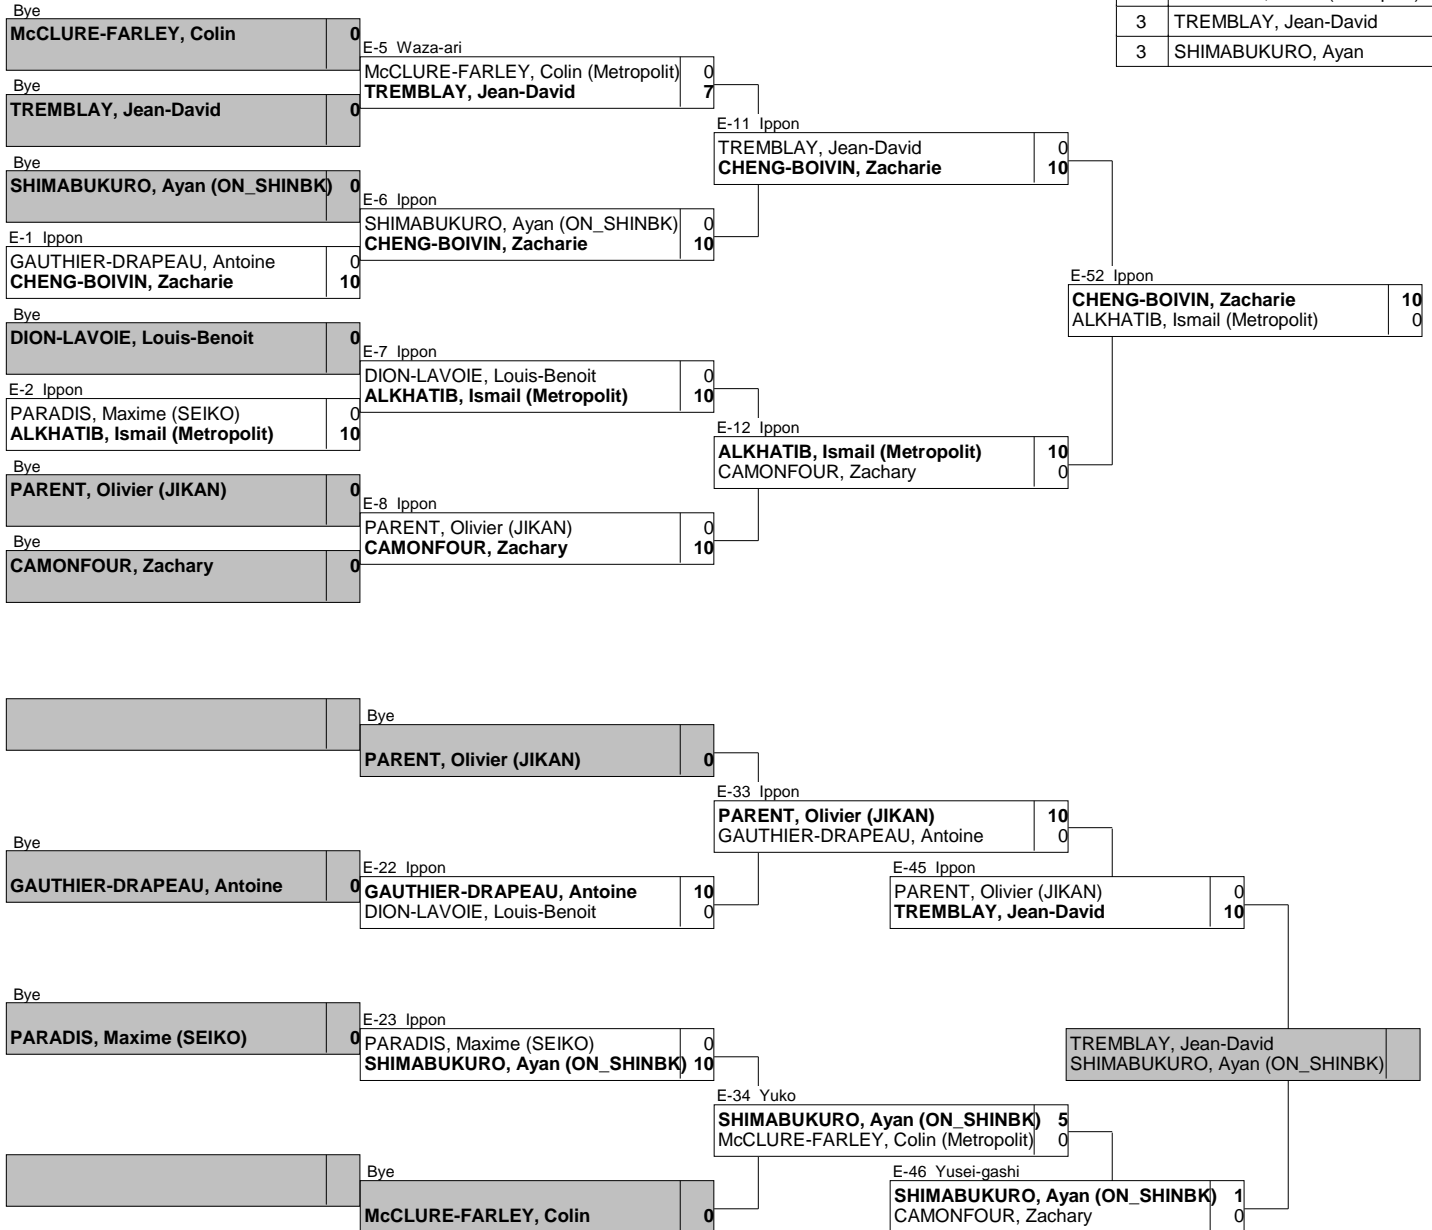 Bye
McCLURE-FARLEY, Colin 0
3 TREMBLAY, Jean-David
3 SHIMABUKURO, Ayan
E-5 Waza-ari
McCLURE-FARLEY, Colin (Metropolit) 0
TREMBLAY, Jean-David 7
Bye
TREMBLAY, Jean-David 0
E-11 Ippon
TREMBLAY, Jean-David 0
CHENG-BOIVIN, Zacharie 10
Bye
SHIMABUKURO, Ayan (ON_SHINBK) 0
E-6 Ippon
SHIMABUKURO, Ayan (ON_SHINBK) 0
CHENG-BOIVIN, Zacharie 10
E-1 Ippon
GAUTHIER-DRAPEAU, Antoine 0
CHENG-BOIVIN, Zacharie 10
E-52 Ippon
CHENG-BOIVIN, Zacharie 10
ALKHATIB, Ismail (Metropolit) 0
Bye
DION-LAVOIE, Louis-Benoit 0
E-7 Ippon
DION-LAVOIE, Louis-Benoit 0
ALKHATIB, Ismail (Metropolit) 10
E-2 Ippon
PARADIS, Maxime (SEIKO) 0
ALKHATIB, Ismail (Metropolit) 10
E-12 Ippon
ALKHATIB, Ismail (Metropolit) 10
CAMONFOUR, Zachary 0
Bye
PARENT, Olivier (JIKAN) 0
E-8 Ippon
PARENT, Olivier (JIKAN) 0
CAMONFOUR, Zachary 10
Bye
CAMONFOUR, Zachary 0
Bye
PARENT, Olivier (JIKAN) 0
E-33 Ippon
PARENT, Olivier (JIKAN) 10
GAUTHIER-DRAPEAU, Antoine 0
Bye
GAUTHIER-DRAPEAU, Antoine 0
E-22 Ippon
GAUTHIER-DRAPEAU, Antoine 10
DION-LAVOIE, Louis-Benoit 0
E-45 Ippon
PARENT, Olivier (JIKAN) 0
TREMBLAY, Jean-David 10
Bye
PARADIS, Maxime (SEIKO) 0
E-23 Ippon
PARADIS, Maxime (SEIKO) 0
SHIMABUKURO, Ayan (ON_SHINBK) 10
TREMBLAY, Jean-David
SHIMABUKURO, Ayan (ON_SHINBK)
E-34 Yuko
SHIMABUKURO, Ayan (ON_SHINBK) 5
McCLURE-FARLEY, Colin (Metropolit) 0
Bye
McCLURE-FARLEY, Colin 0
E-46 Yusei-gashi
SHIMABUKURO, Ayan (ON_SHINBK) 1
CAMONFOUR, Zachary 0